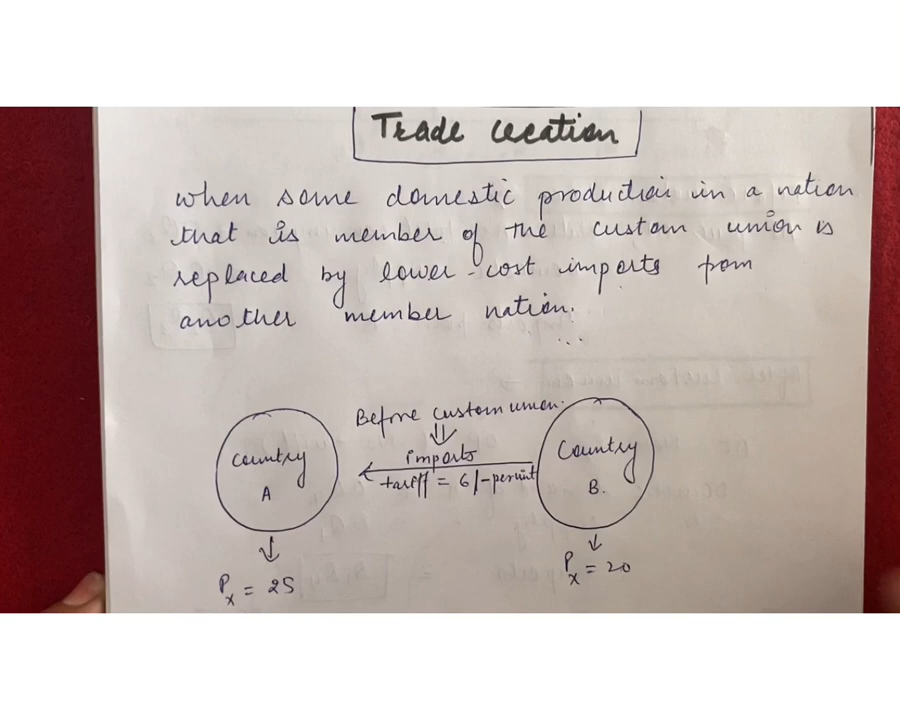 Trade creation
when some domestic production in a nation
that is member of the custom union is
replaced by lower-cost imports from
another member nation.
Before custom union.
imports
tariff = 6/- per unit
Country
A
Country
B.
Px = 25
Px = 20